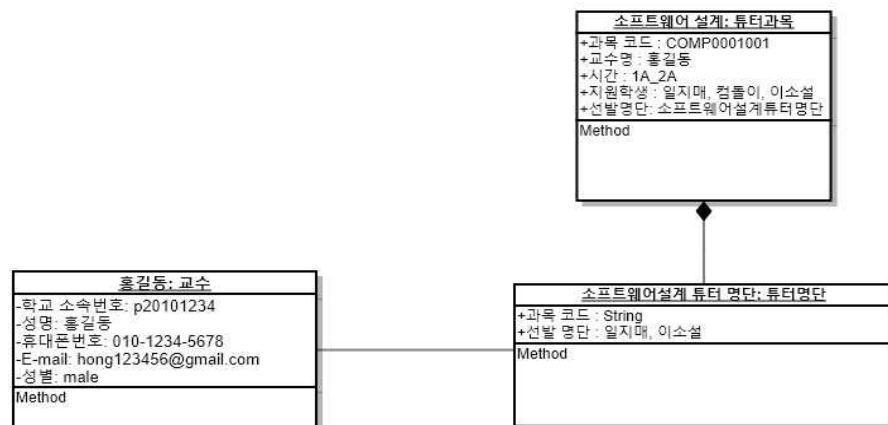 소프트웨어 설계: 튜터과목
+과목 코드 : COMP0001001
+교수명 : 홍길동
+시간 : 1A_2A
+지원학생 : 일지매, 컴돌이, 이소설
+선발명단: 소프트웨어설계튜터명단
Method
홍길동: 교수
-학교 소속번호: p20101234
-성명: 홍길동
-휴대폰번호: 010-1234-5678
-E-mail: hong123456@gmail.com
-성별: male
Method
소프트웨어설계 튜터 명단: 튜터명단
+과목 코드 : String
+선발 명단 : 일지매, 이소설
Method